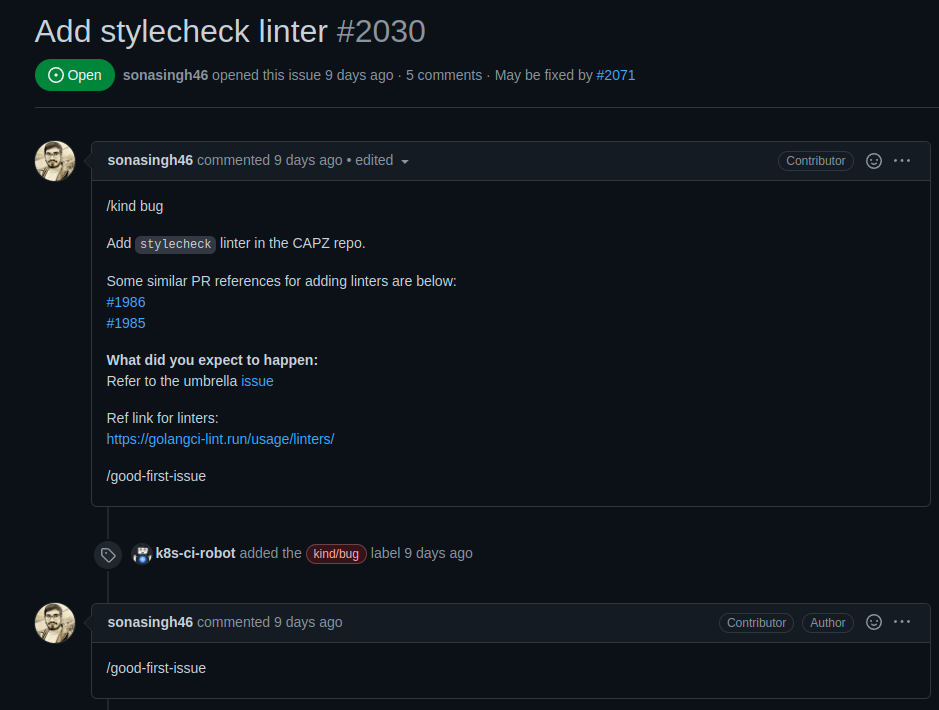 Add stylecheck linter #2030
Open sonasingh46 opened this issue 9 days ago · 5 comments · May be fixed by #2071
sonasingh46 commented 9 days ago • edited Contributor
/kind bug
Add stylecheck linter in the CAPZ repo.
Some similar PR references for adding linters are below:
#1986
#1985
What did you expect to happen:
Refer to the umbrella issue
Ref link for linters:
https://golangci-lint.run/usage/linters/
/good-first-issue
k8s-ci-robot added the kind/bug label 9 days ago
sonasingh46 commented 9 days ago Contributor Author
/good-first-issue